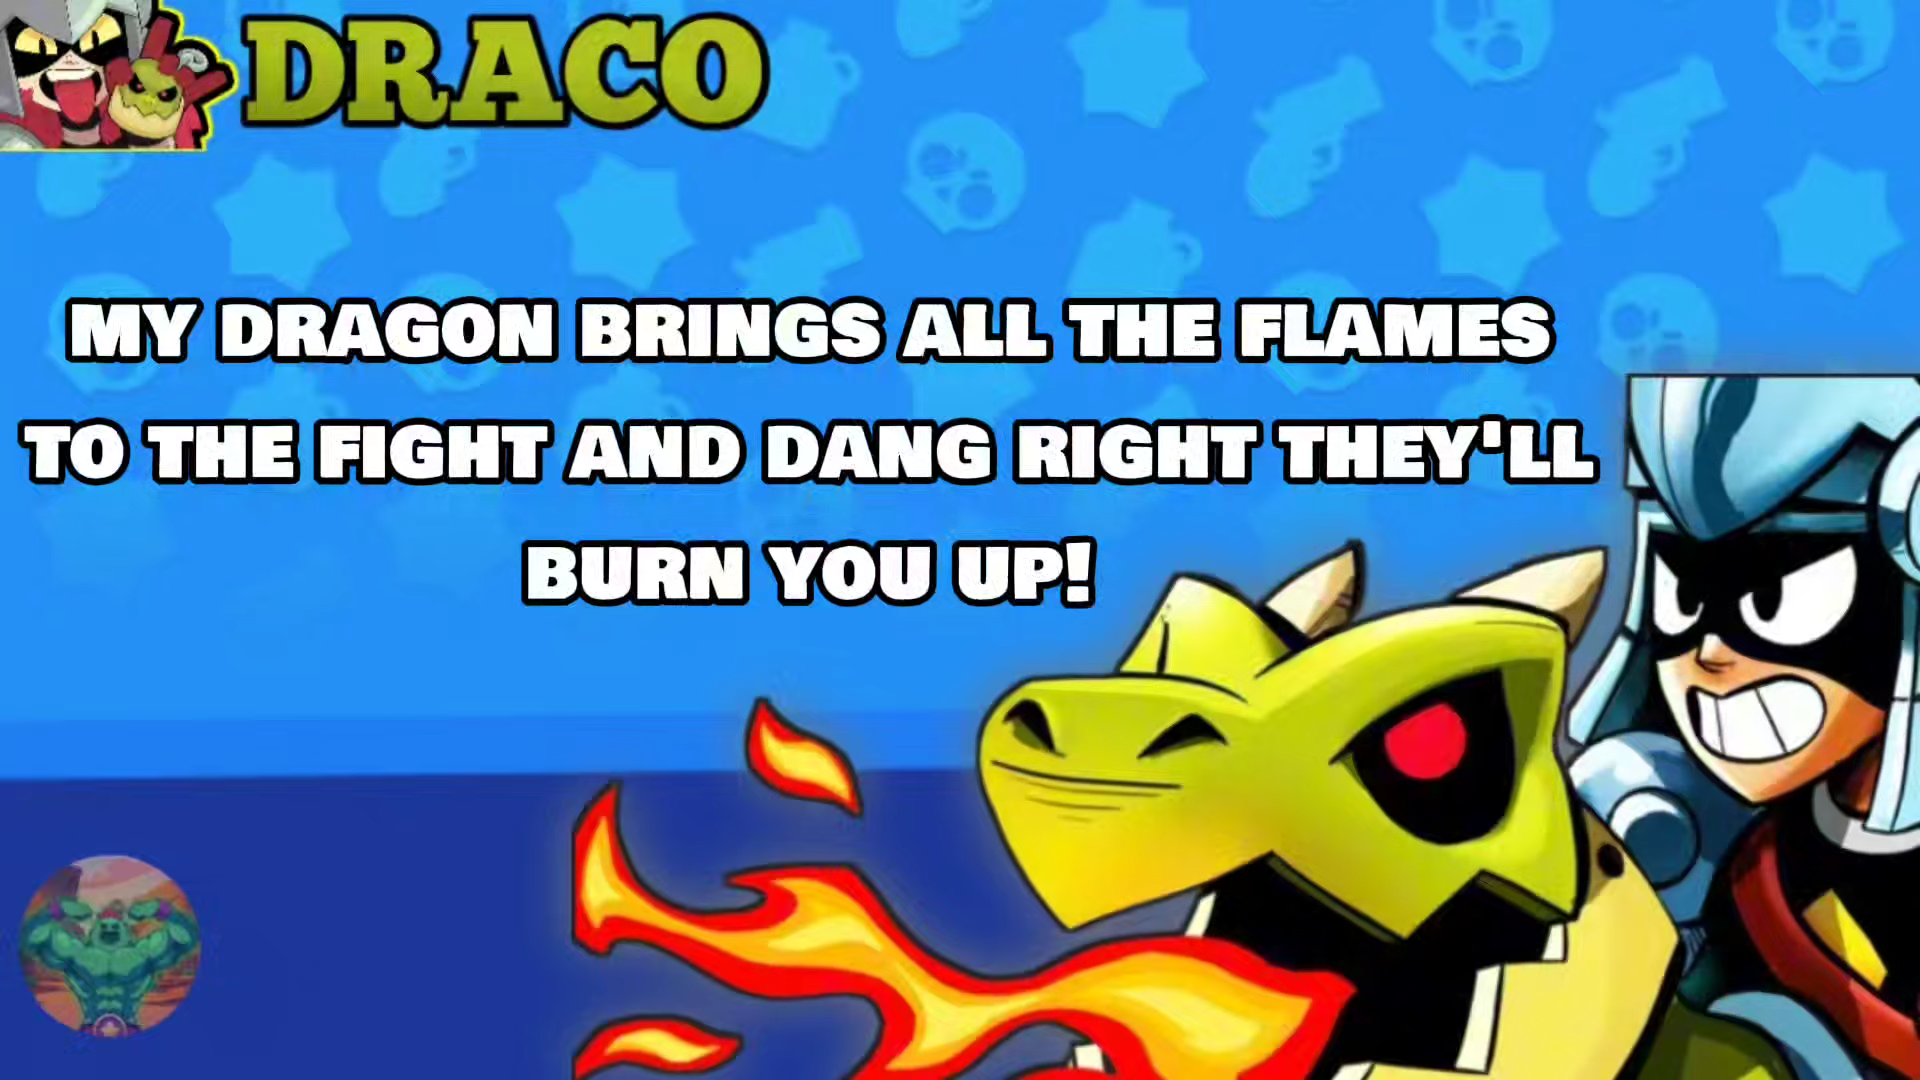 DRACO
MY DRAGON BRINGS ALL THE FLAMES
TO THE FIGHT AND DANG RIGHT THEY'LL
BURN YOU UP!